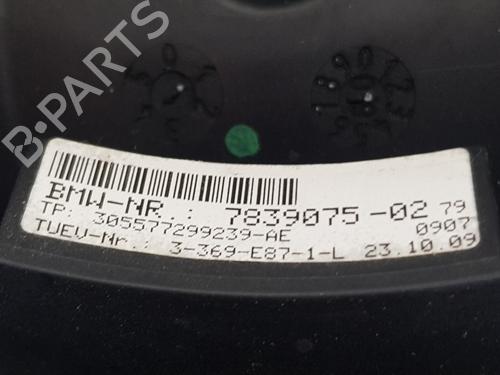 B-PARTS
BMW-NR.: 7839075-02 79
TP: 305577299239-AE 0907
TUEV-Nr.: 3-369-E87-1-L 23.10.09